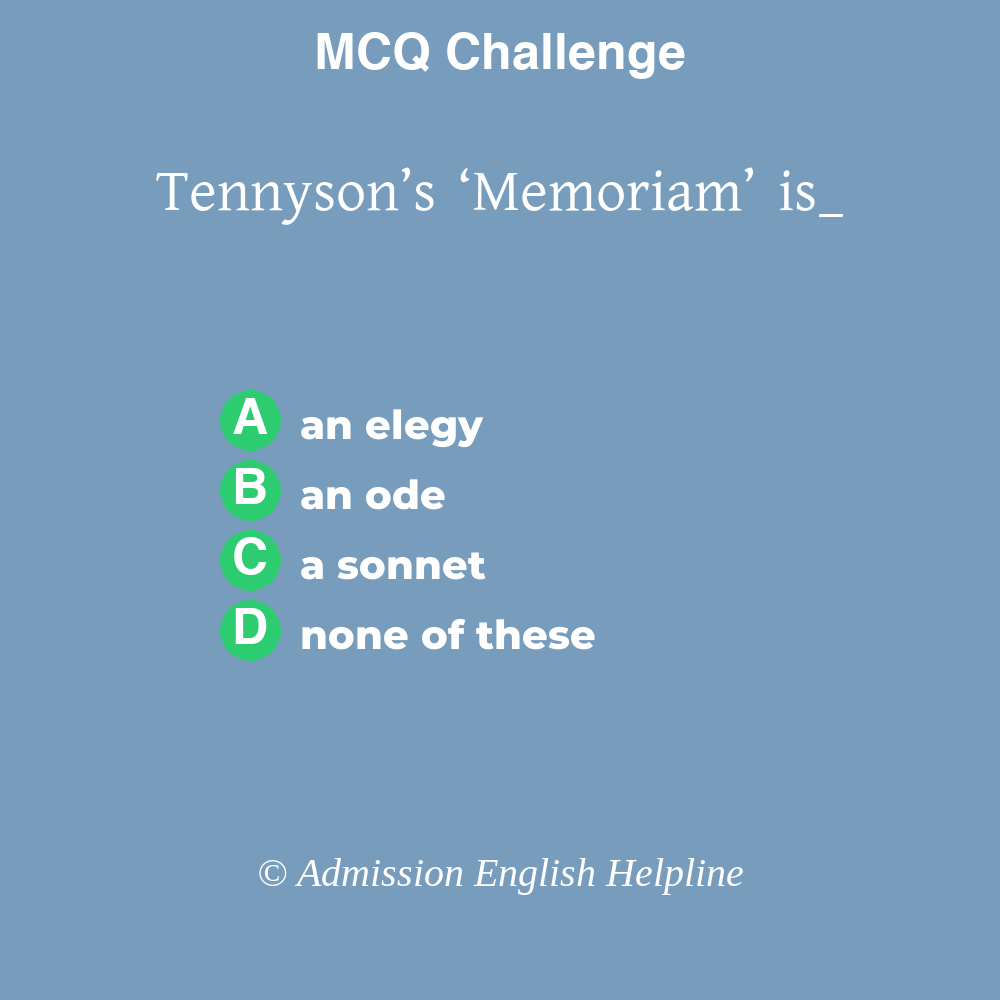 MCQ Challenge
Tennyson’s ‘Memoriam’ is_
A an elegy
B an ode
C a sonnet
D none of these
© Admission English Helpline